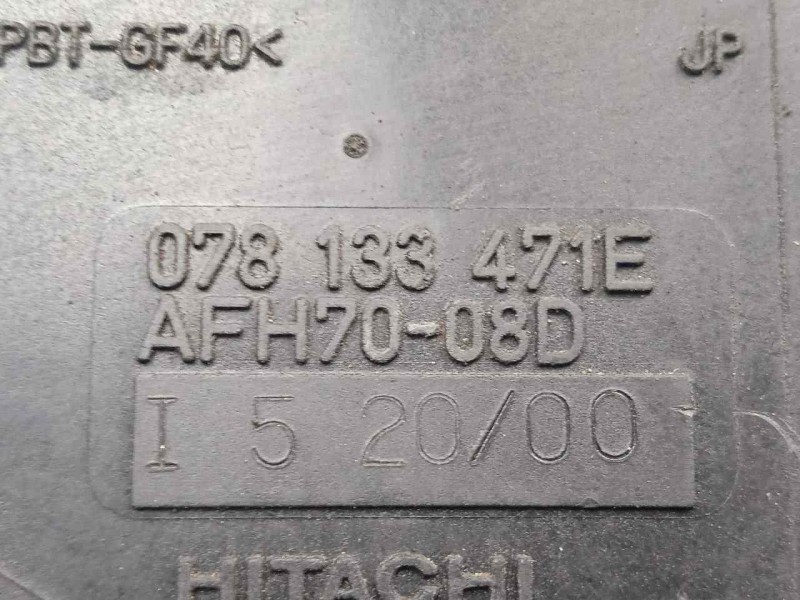 PBT-GF40<
JP
078 133 471E
AFH70-08D
I 5 20/00
HITACHI